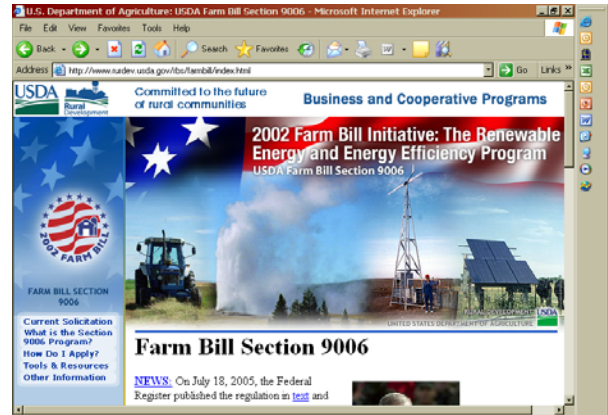 U.S. Department of Agriculture: USDA Farm Bill Section 9006 - Microsoft Internet Explorer
File Edit View Favorites Tools Help
Back Search Favorites
Address http://www.rurdev.usda.gov/rbs/farmbill/index.html Go Links »
USDA
Rural
Development
Committed to the future
of rural communities
Business and Cooperative Programs
2002 Farm Bill Initiative: The Renewable
Energy and Energy Efficiency Program
USDA Farm Bill Section 9006
2002 FARM BILL
FARM BILL SECTION
9006
RURAL DEVELOPMENT USDA
UNITED STATES DEPARTMENT OF AGRICULTURE
Current Solicitation
What is the Section
9006 Program?
How Do I Apply?
Tools & Resources
Other Information
Farm Bill Section 9006
NEWS: On July 18, 2005, the Federal
Register published the regulation in text and